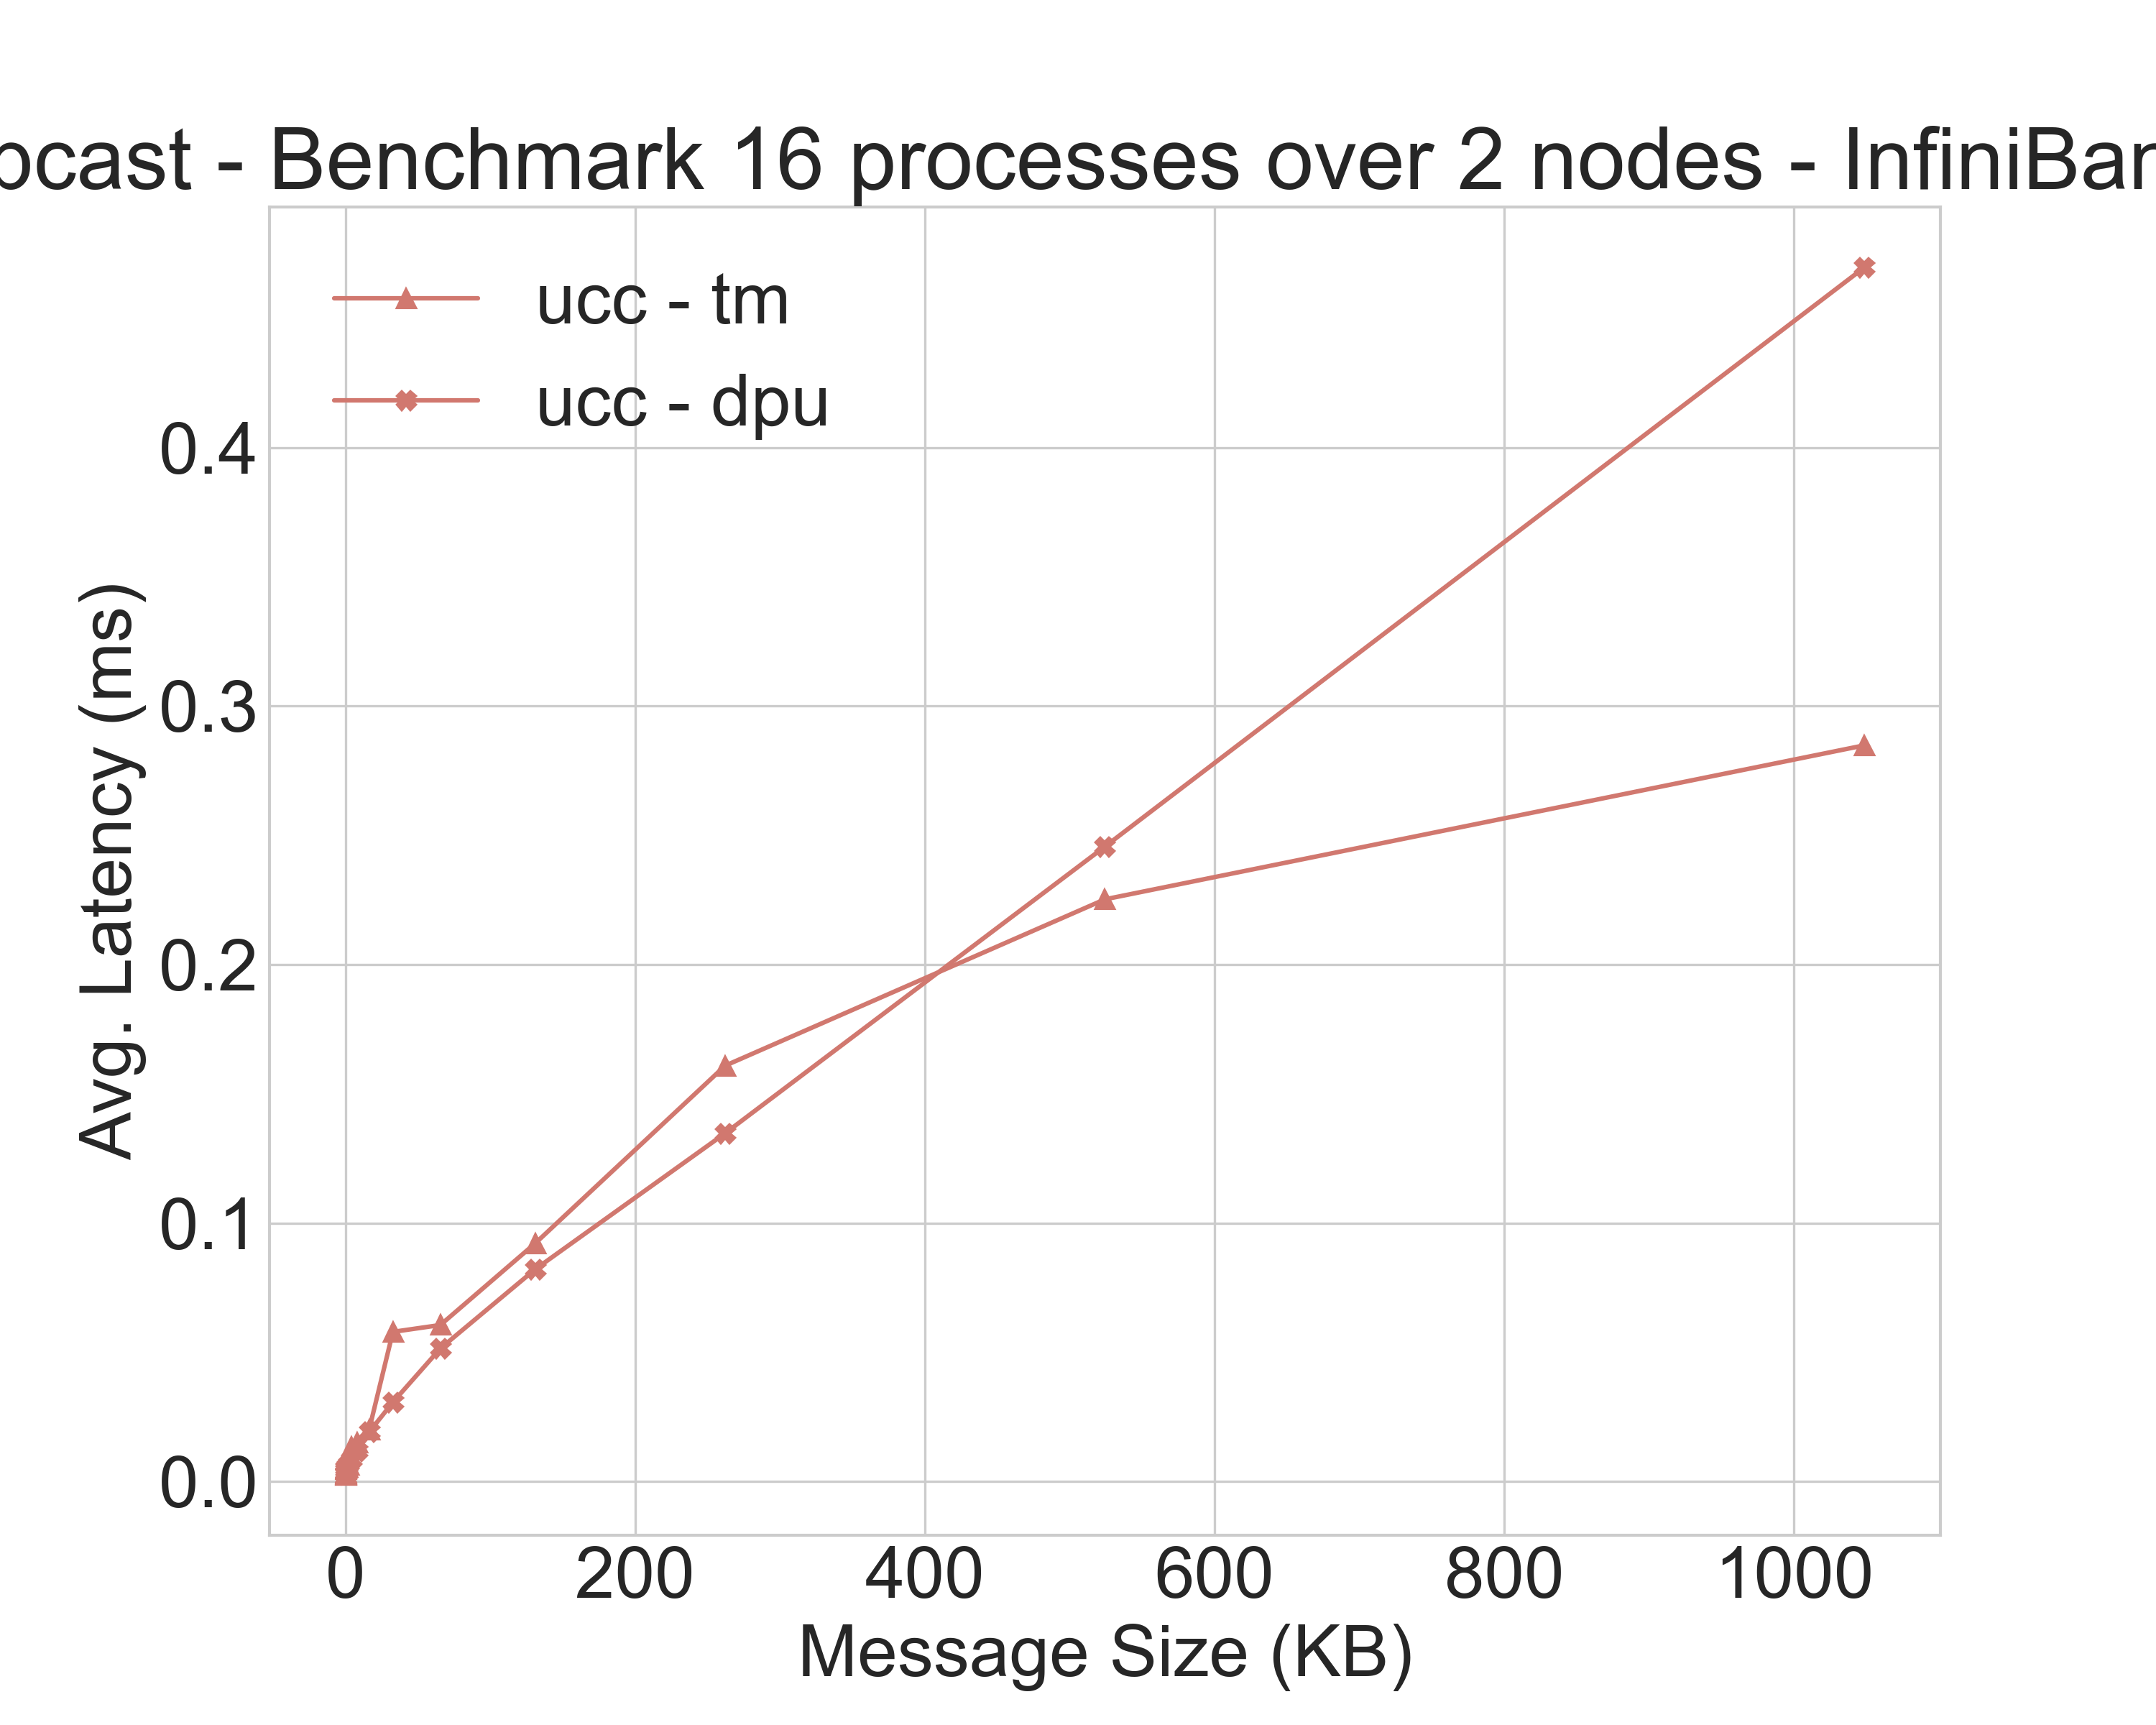 bcast - Benchmark 16 processes over 2 nodes - InfiniBan
ucc - tm
ucc - dpu
0.4
0.3
0.2
0.1
0.0
Avg. Latency (ms)
0 200 400 600 800 1000
Message Size (KB)